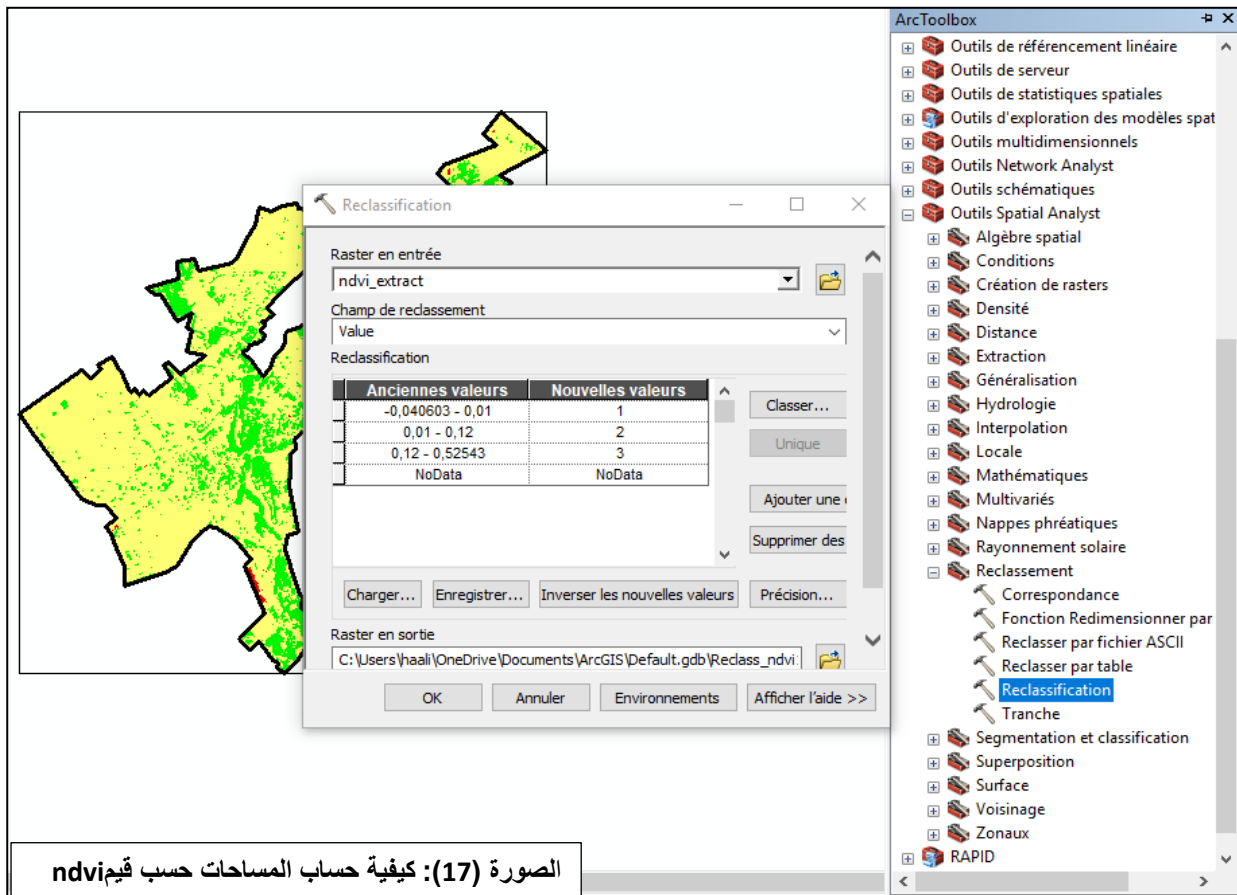 ArcToolbox
Outils de référencement linéaire
Outils de serveur
Outils de statistiques spatiales
Outils d'exploration des modèles spat
Outils multidimensionnels
Outils Network Analyst
Outils schématiques
Outils Spatial Analyst
Algèbre spatial
Conditions
Création de rasters
Densité
Distance
Extraction
Généralisation
Hydrologie
Interpolation
Locale
Mathématiques
Multivariés
Nappes phréatiques
Rayonnement solaire
Reclassement
Correspondance
Fonction Redimensionner par
Reclasser par fichier ASCII
Reclasser par table
Reclassification
Tranche
Segmentation et classification
Superposition
Surface
Voisinage
Zonaux
RAPID
Reclassification
Raster en entrée
ndvi_extract
Champ de reclassement
Value
Reclassification
Anciennes valeurs Nouvelles valeurs
-0,040603 - 0,01 1
0,01 - 0,12 2
0,12 - 0,52543 3
NoData NoData
Classer...
Unique
Ajouter une
Supprimer des
Charger... Enregistrer... Inverser les nouvelles valeurs Précision...
Raster en sortie
C:\Users\haali\OneDrive\Documents\ArcGIS\Default.gdb\Reclass_ndvi
OK Annuler Environnements Afficher l'aide >>
الصورة (17): كيفية حساب المساحات حسب قيمndvi